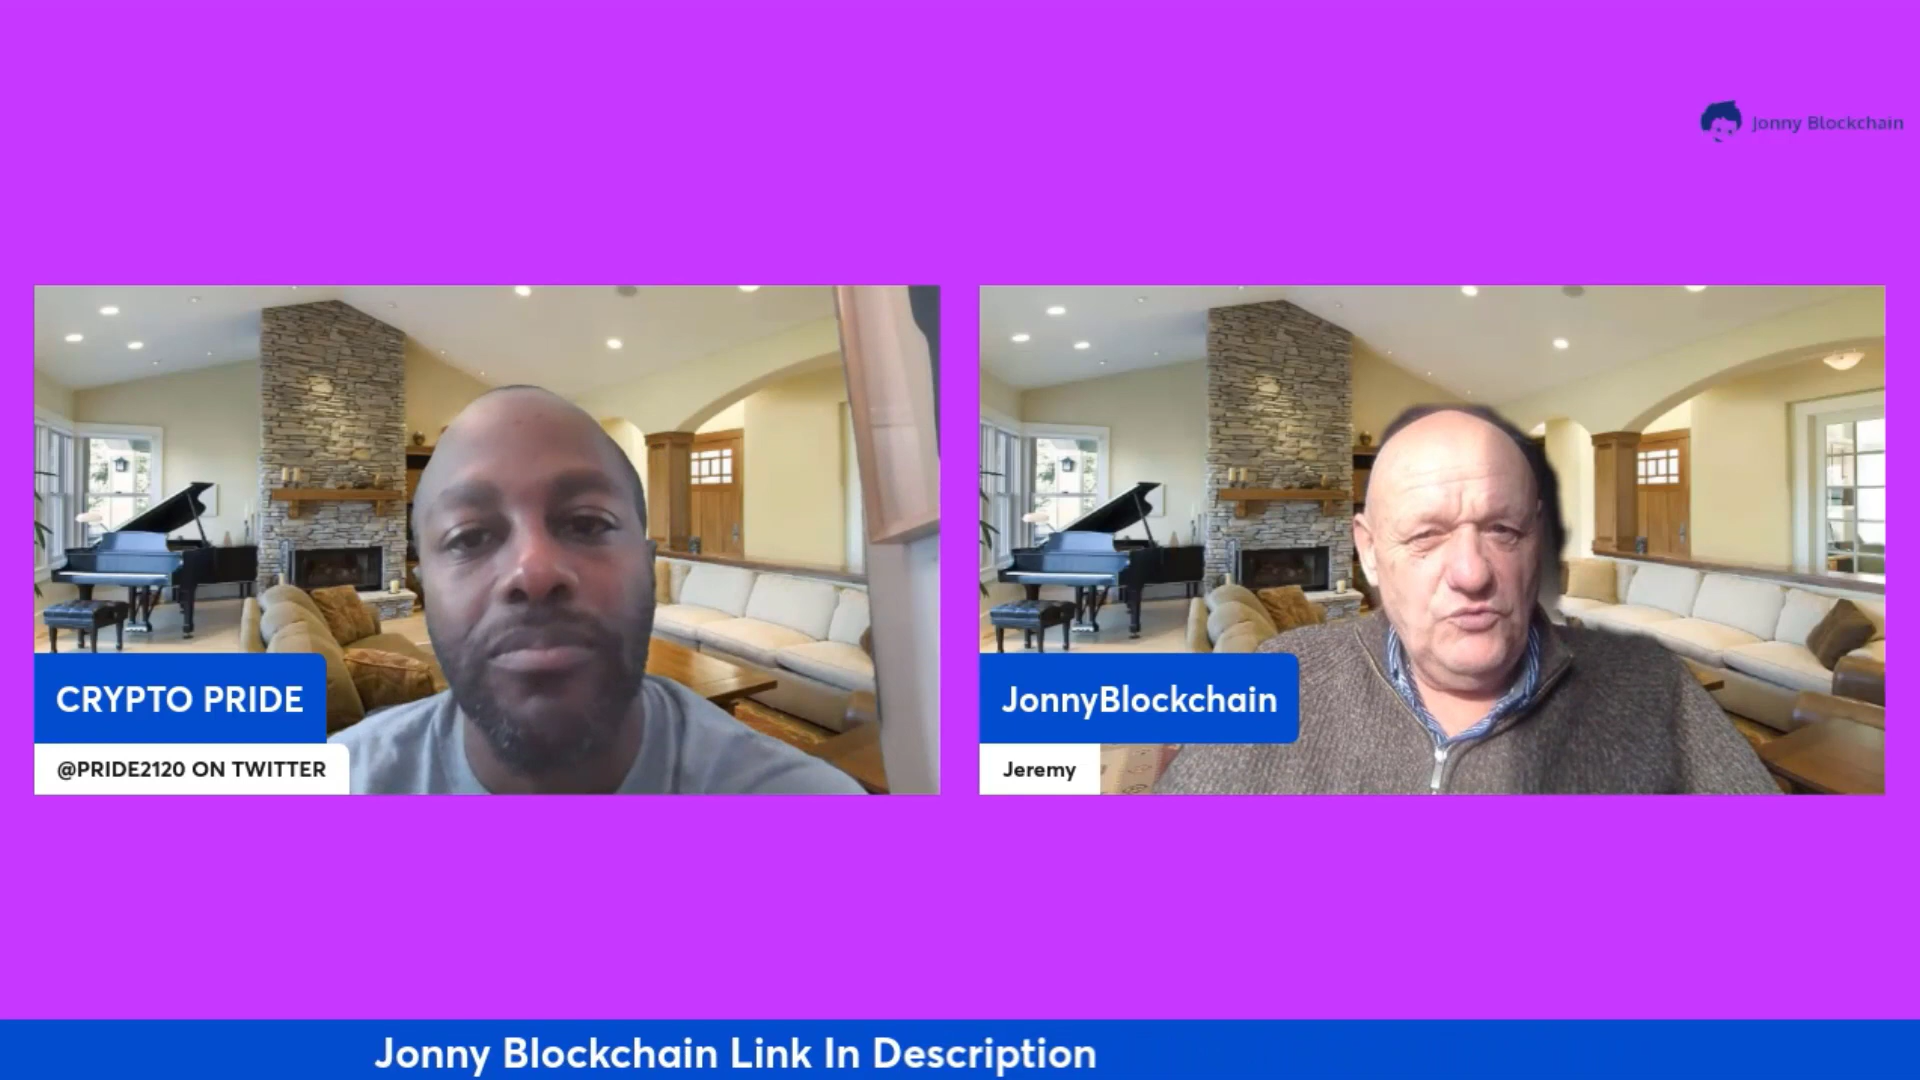 Jonny Blockchain
CRYPTO PRIDE
@PRIDE2120 ON TWITTER
JonnyBlockchain
Jeremy
Jonny Blockchain Link In Description